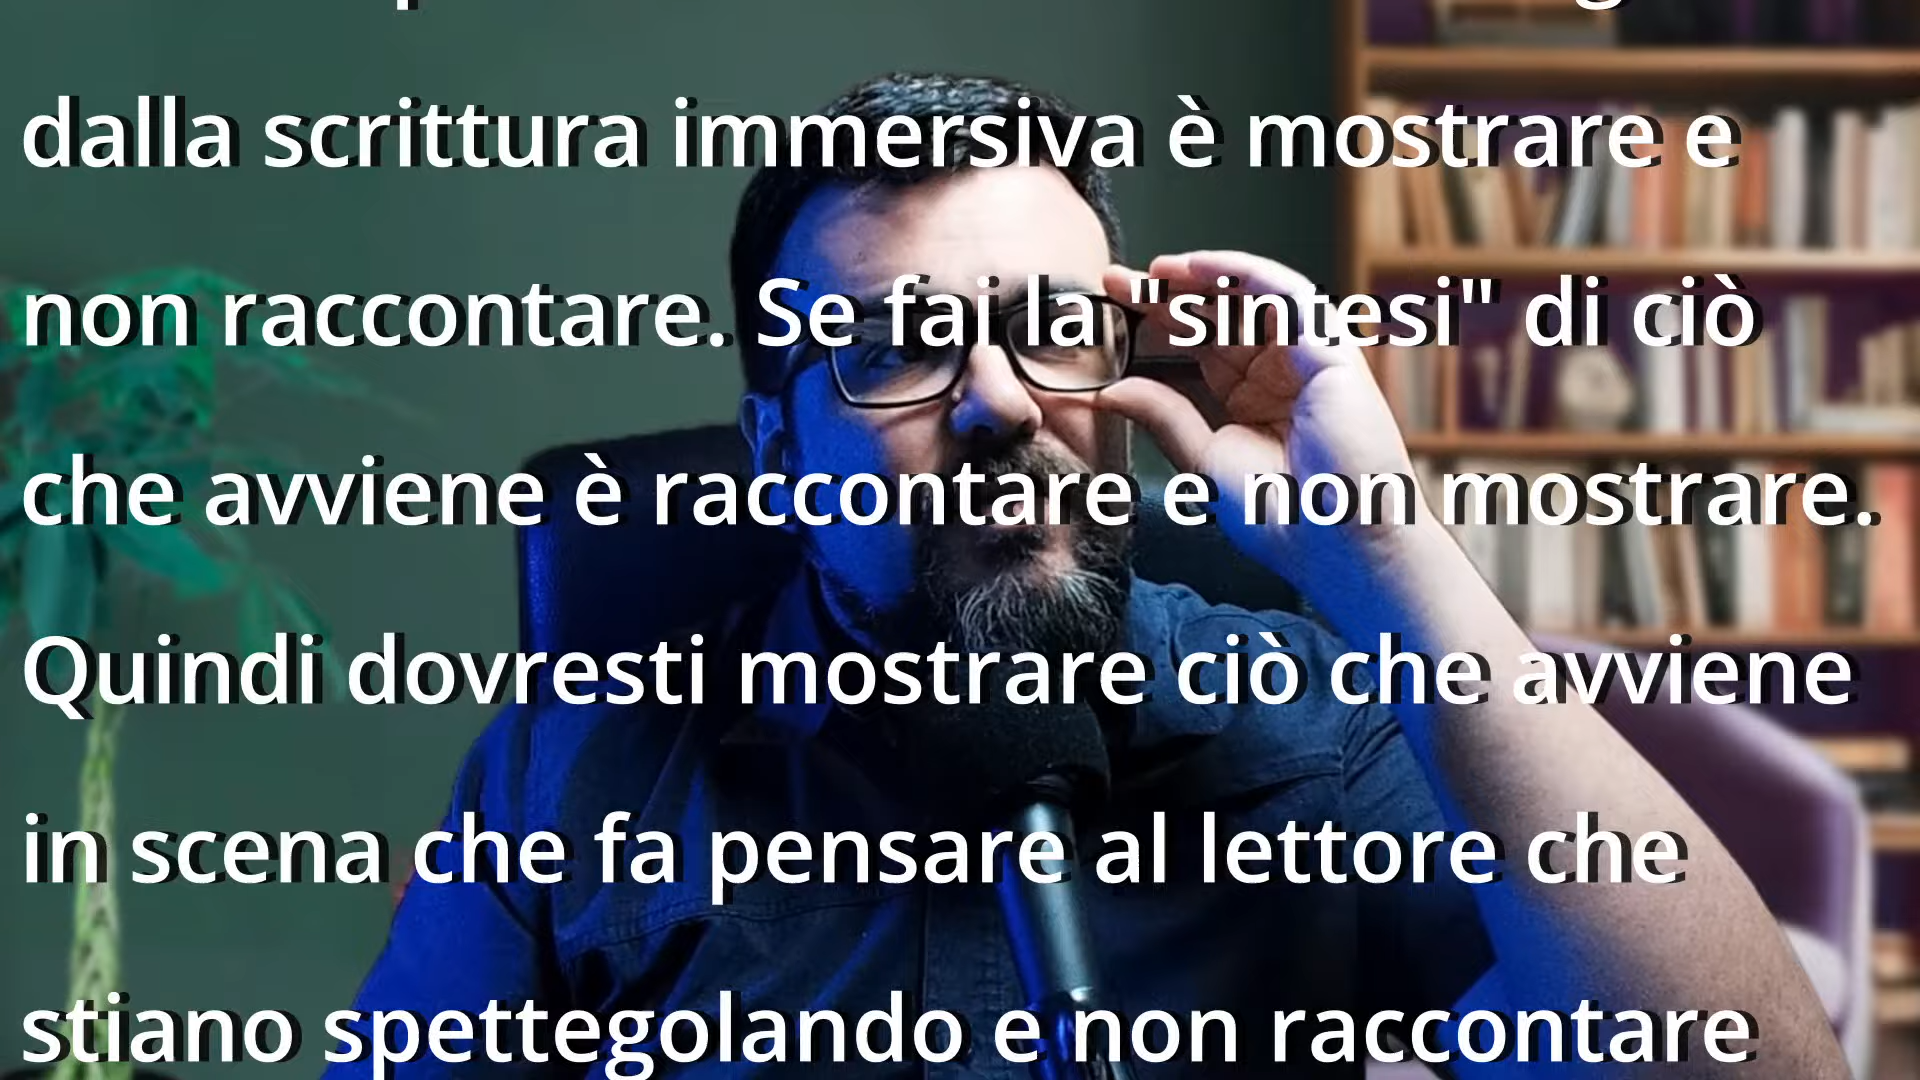 dalla scrittura immersiva è mostrare e
non raccontare. Se fai la "sintesi" di ciò
che avviene è raccontare e non mostrare.
Quindi dovresti mostrare ciò che avviene
in scena che fa pensare al lettore che
stiano spettegolando e non raccontare